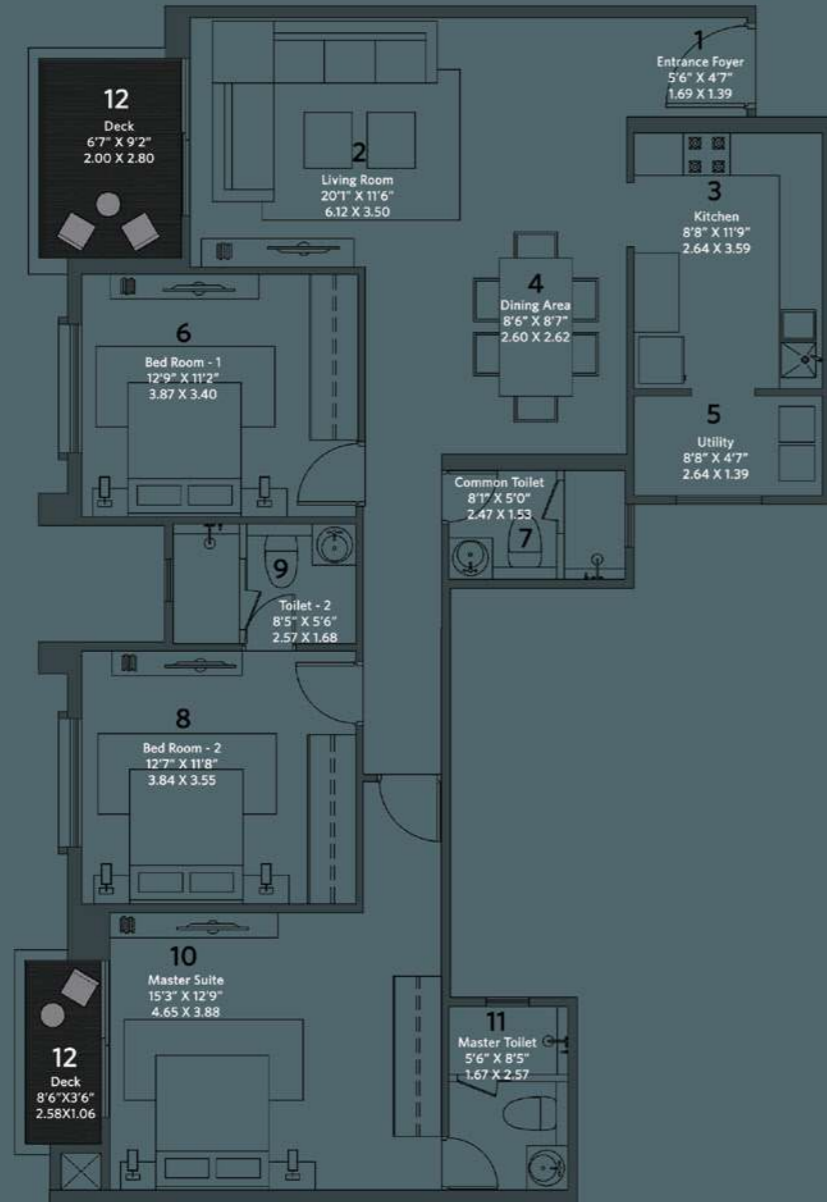 1
Entrance Foyer
5'6" X 4'7"
1.69 X 1.39
12
Deck
6'7" X 9'2"
2.00 X 2.80
2
Living Room
20'1" X 11'6"
6.12 X 3.50
3
Kitchen
8'8" X 11'9"
2.64 X 3.59
4
Dining Area
8'6" X 8'7"
2.60 X 2.62
6
Bed Room - 1
12'9" X 11'2"
3.87 X 3.40
5
Utility
8'8" X 4'7"
2.64 X 1.39
Common Toilet
8'1" X 5'0"
2.47 X 1.53
7
9
Toilet - 2
8'5" X 5'6"
2.57 X 1.68
8
Bed Room - 2
12'7" X 11'8"
3.84 X 3.55
10
Master Suite
15'3" X 12'9"
4.65 X 3.88
11
Master Toilet
5'6" X 8'5"
1.67 X 2.57
12
Deck
8'6"X3'6"
2.58X1.06